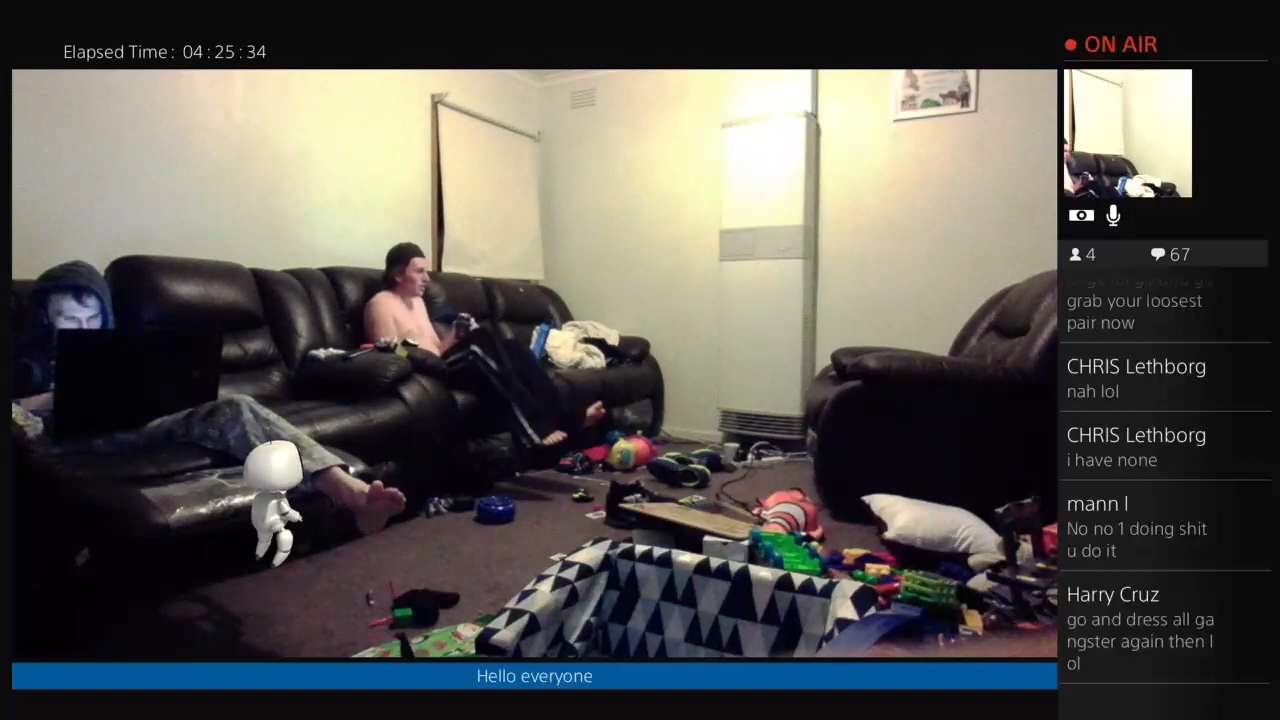 Elapsed Time: 04:25:34
ON AIR
4
67
grab your loosest
pair now
CHRIS Lethborg
nah lol
CHRIS Lethborg
i have none
mann l
No no 1 doing shit
u do it
Harry Cruz
go and dress all ga
ngster again then l
ol
Hello everyone